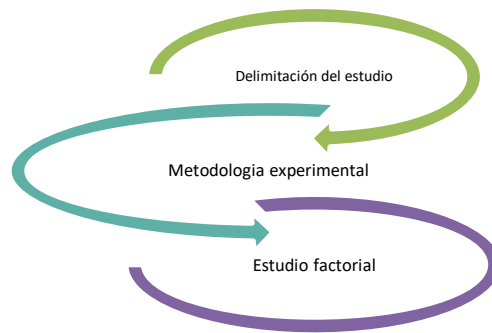 Delimitación del estudio
Metodologia experimental
Estudio factorial